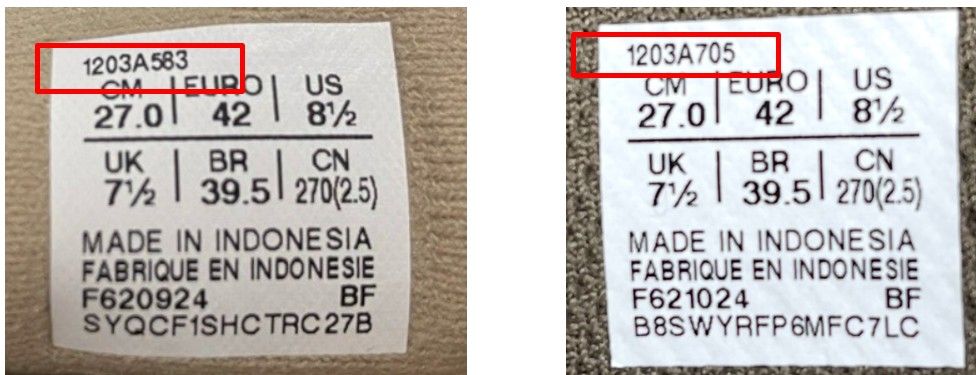 1203A583
CM EURO US
27.0 42 8½
UK BR CN
7½ 39.5 270(2.5)
MADE IN INDONESIA
FABRIQUE EN INDONESIE
F620924 BF
SYQCF1SHCTRC27B
1203A705
CM EURO US
27.0 42 8½
UK BR CN
7½ 39.5 270(2.5)
MADE IN INDONESIA
FABRIQUE EN INDONESIE
F621024 BF
B8SWYRFP6MFC7LC